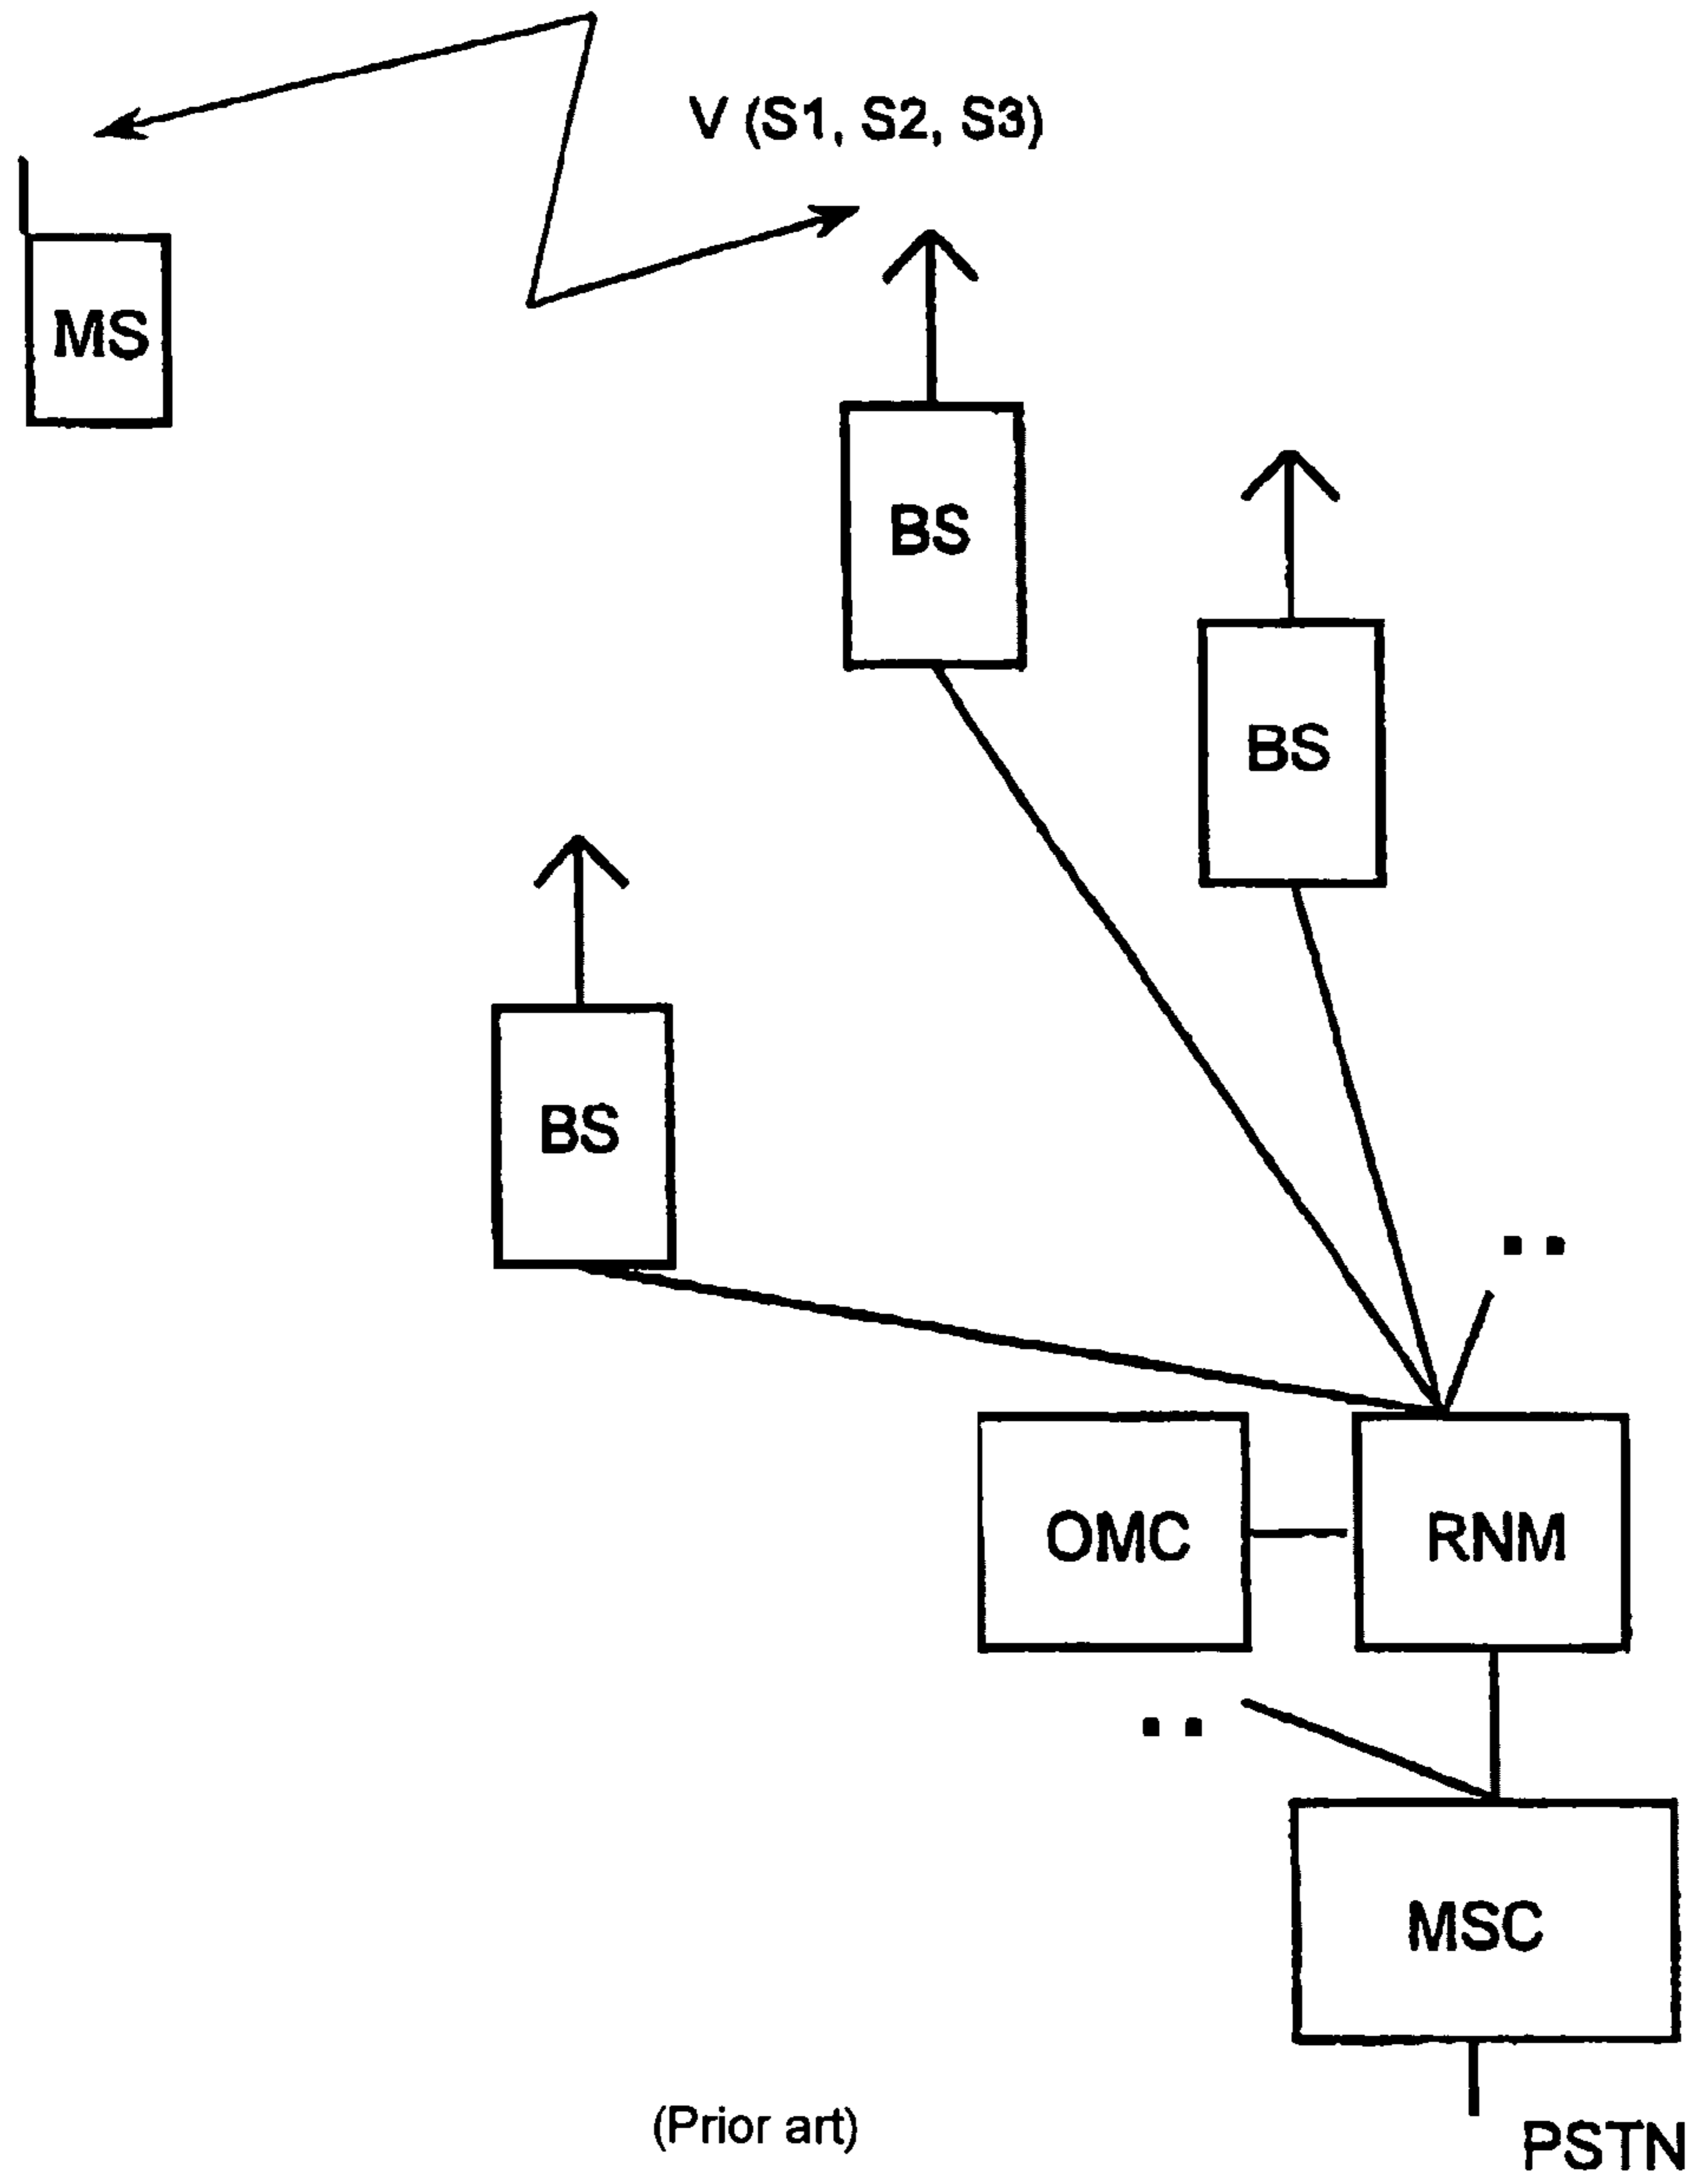 V (S1, S2, S3)
MS
BS
BS
BS
OMC
RNM
MSC
(Prior art)
PSTN